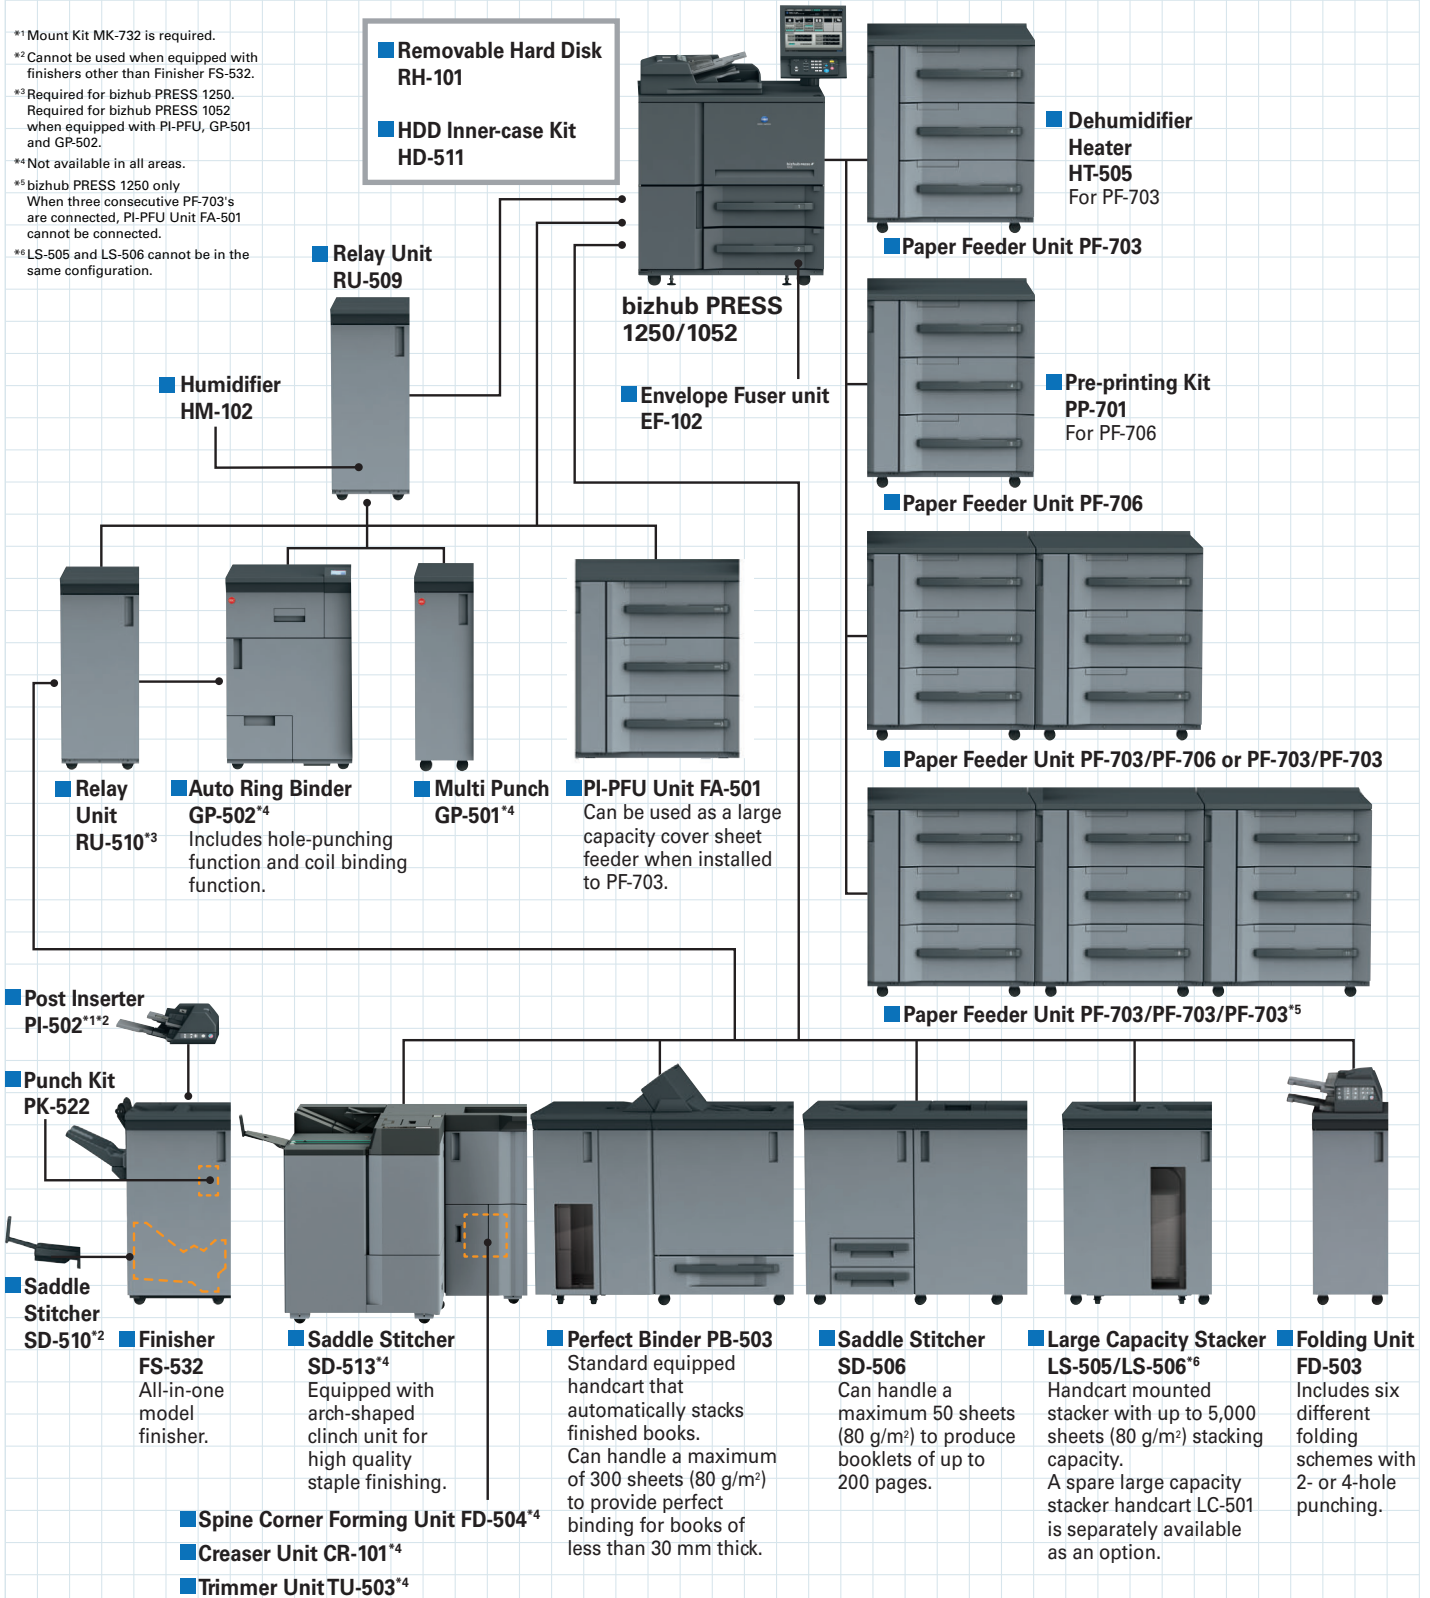 *1 Mount Kit MK-732 is required.
*2 Cannot be used when equipped with
finishers other than Finisher FS-532.
*3 Required for bizhub PRESS 1250.
Required for bizhub PRESS 1052
when equipped with PI-PFU, GP-501
and GP-502.
*4 Not available in all areas.
*5 bizhub PRESS 1250 only
When three consecutive PF-703's
are connected, PI-PFU Unit FA-501
cannot be connected.
*6 LS-505 and LS-506 cannot be in the
same configuration.
Removable Hard Disk
RH-101
HDD Inner-case Kit
HD-511
bizhub PRESS
1250/1052
Dehumidifier
Heater
HT-505
For PF-703
Paper Feeder Unit PF-703
Relay Unit
RU-509
Humidifier
HM-102
Envelope Fuser unit
EF-102
Pre-printing Kit
PP-701
For PF-706
Paper Feeder Unit PF-706
Paper Feeder Unit PF-703/PF-706 or PF-703/PF-703
Relay
Unit
RU-510*3
Auto Ring Binder
GP-502*4
Includes hole-punching
function and coil binding
function.
Multi Punch
GP-501*4
PI-PFU Unit FA-501
Can be used as a large
capacity cover sheet
feeder when installed
to PF-703.
Paper Feeder Unit PF-703/PF-703/PF-703*5
Post Inserter
PI-502*1*2
Punch Kit
PK-522
Saddle
Stitcher
SD-510*2
Finisher
FS-532
All-in-one
model
finisher.
Saddle Stitcher
SD-513*4
Equipped with
arch-shaped
clinch unit for
high quality
staple finishing.
Spine Corner Forming Unit FD-504*4
Creaser Unit CR-101*4
Trimmer Unit TU-503*4
Perfect Binder PB-503
Standard equipped
handcart that
automatically stacks
finished books.
Can handle a maximum
of 300 sheets (80 g/m²)
to provide perfect
binding for books of
less than 30 mm thick.
Saddle Stitcher
SD-506
Can handle a
maximum 50 sheets
(80 g/m²) to produce
booklets of up to
200 pages.
Large Capacity Stacker
LS-505/LS-506*6
Handcart mounted
stacker with up to 5,000
sheets (80 g/m²) stacking
capacity.
A spare large capacity
stacker handcart LC-501
is separately available
as an option.
Folding Unit
FD-503
Includes six
different
folding
schemes with
2- or 4-hole
punching.